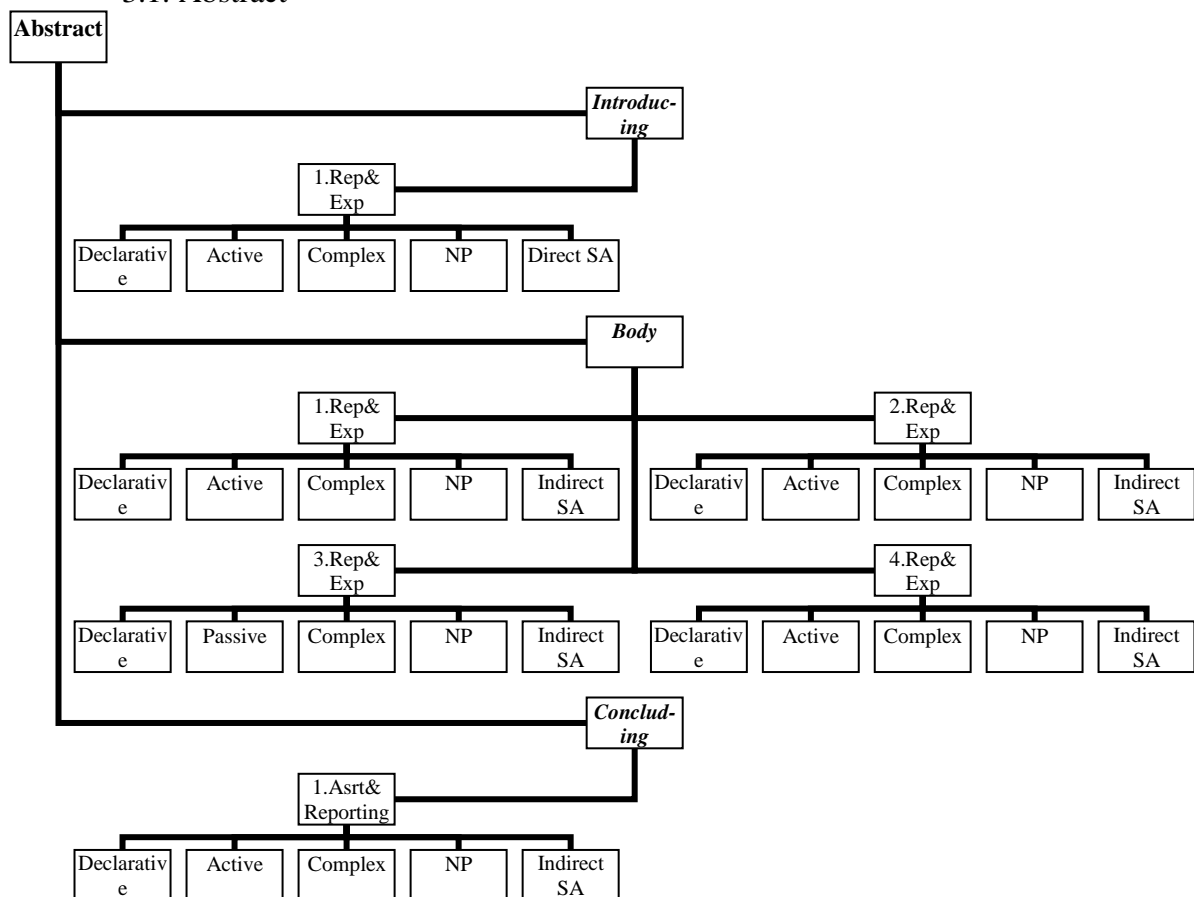 3.1. Abstract
Abstract
Introduc-
ing
1.Rep&
Exp
Declarativ
e
Active
Complex
NP
Direct SA
Body
1.Rep&
Exp
2.Rep&
Exp
Declarativ
e
Active
Complex
NP
Indirect
SA
Declarativ
e
Active
Complex
NP
Indirect
SA
3.Rep&
Exp
4.Rep&
Exp
Declarativ
e
Passive
Complex
NP
Indirect
SA
Declarativ
e
Active
Complex
NP
Indirect
SA
Conclud-
ing
1.Asrt&
Reporting
Declarativ
e
Active
Complex
NP
Indirect
SA